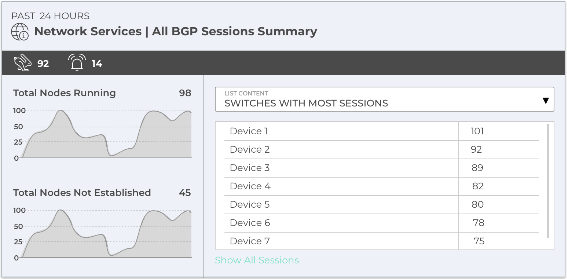 PAST 24 HOURS
Network Services | All BGP Sessions Summary
92 14
Total Nodes Running 98
100
50
25
0
Total Nodes Not Established 45
100
50
25
0
LIST CONTENT
SWITCHES WITH MOST SESSIONS
Device 1 101
Device 2 92
Device 3 89
Device 4 82
Device 5 80
Device 6 78
Device 7 75
Show All Sessions